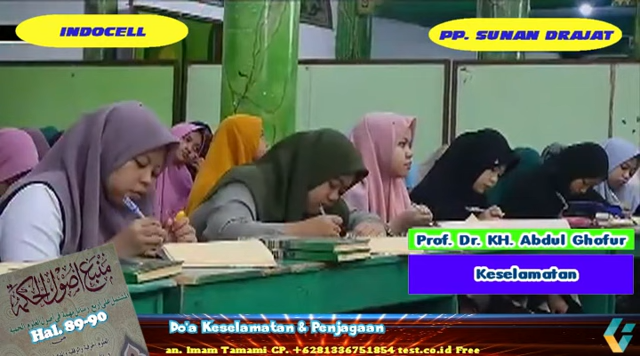 INDOCELL
PP. SUNAN DRAJAT
Prof. Dr. KH. Abdul Ghofur
Keselamatan
منبع اصول الحكمة
Hal. 89-90
Do'a Keselamatan & Penjagaan
an. Imam Tamami CP. +6281336751854 test.co.id Free